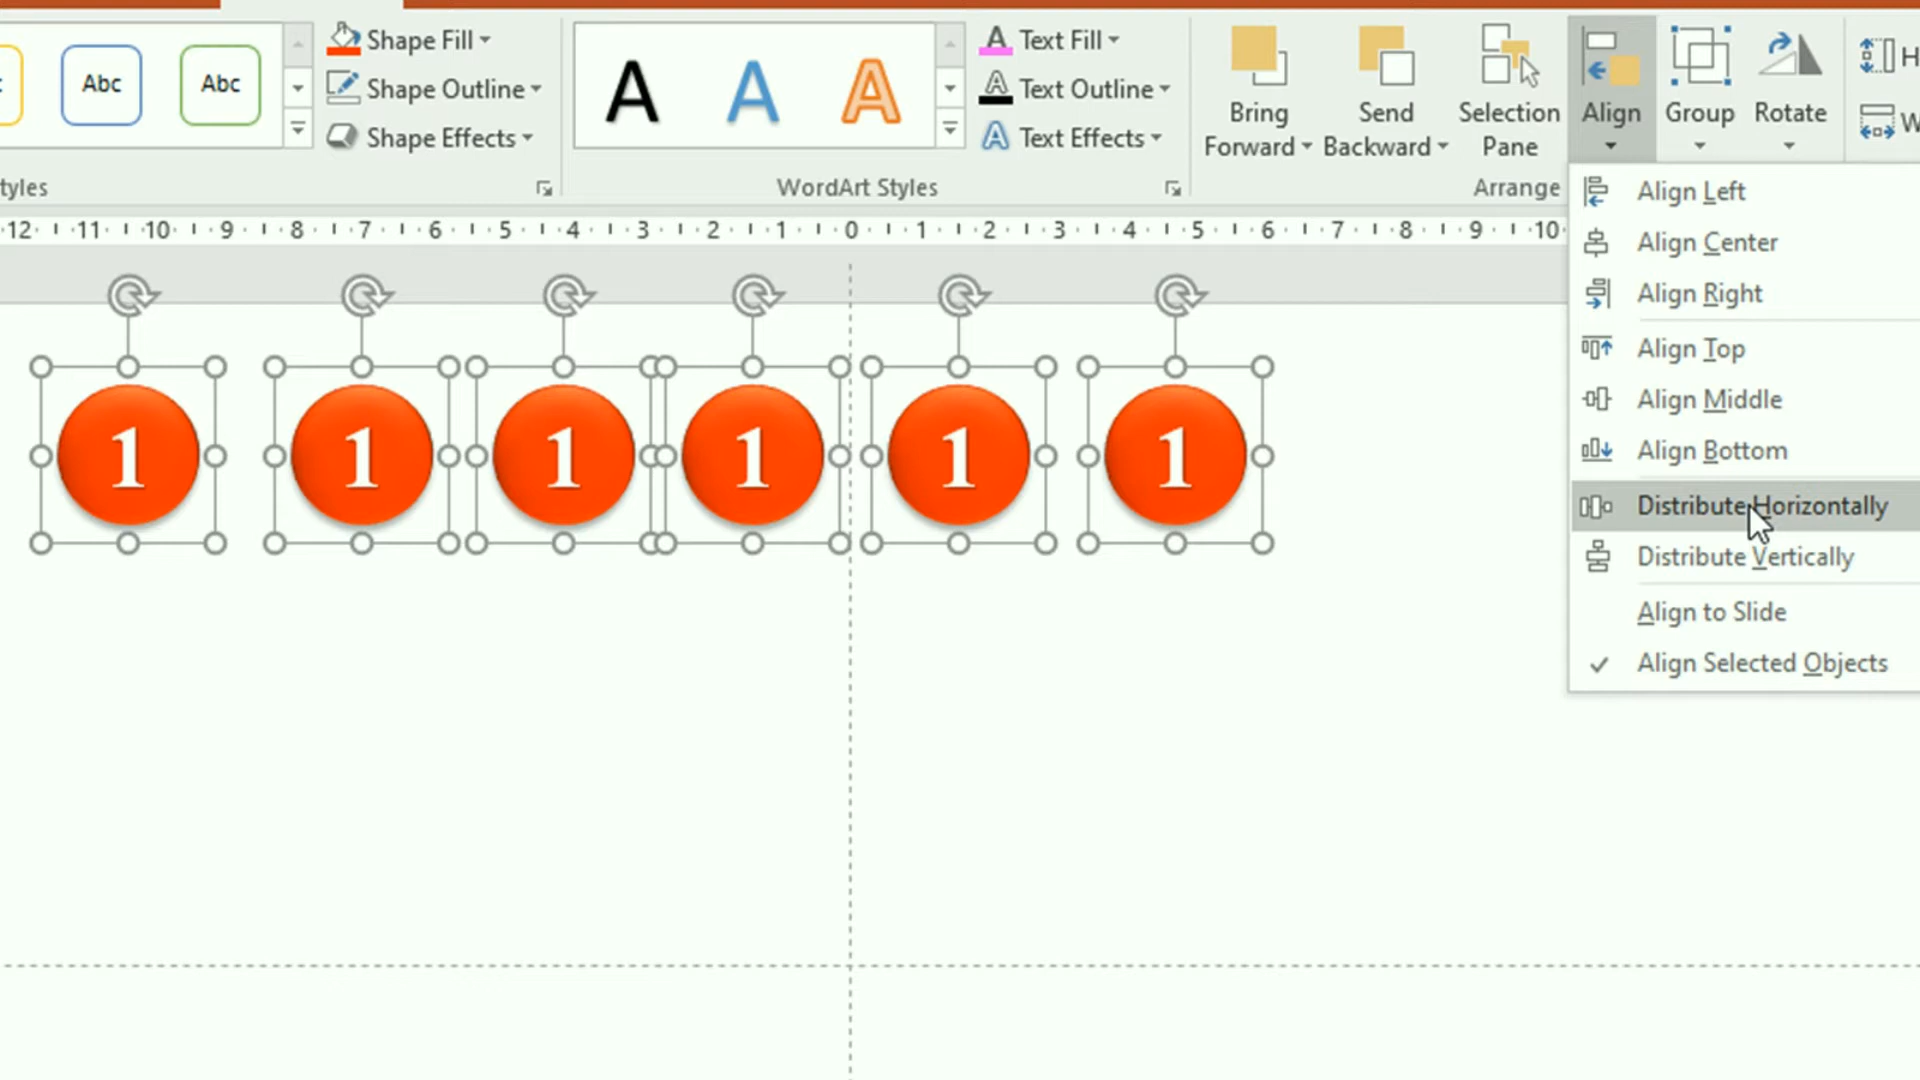 Abc
Abc
Shape Fill
Shape Outline
Shape Effects
tyles
A
A
A
A Text Fill
A Text Outline
A Text Effects
WordArt Styles
Bring
Forward
Send
Backward
Selection
Pane
Align
Group
Rotate
H
W
Arrange
12 11 10 9 8 7 6 5 4 3 2 1 0 1 2 3 4 5 6 7 8 9 10
Align Left
Align Center
Align Right
Align Top
Align Middle
Align Bottom
Distribute Horizontally
Distribute Vertically
Align to Slide
✓ Align Selected Objects
1 1 1 1 1 1